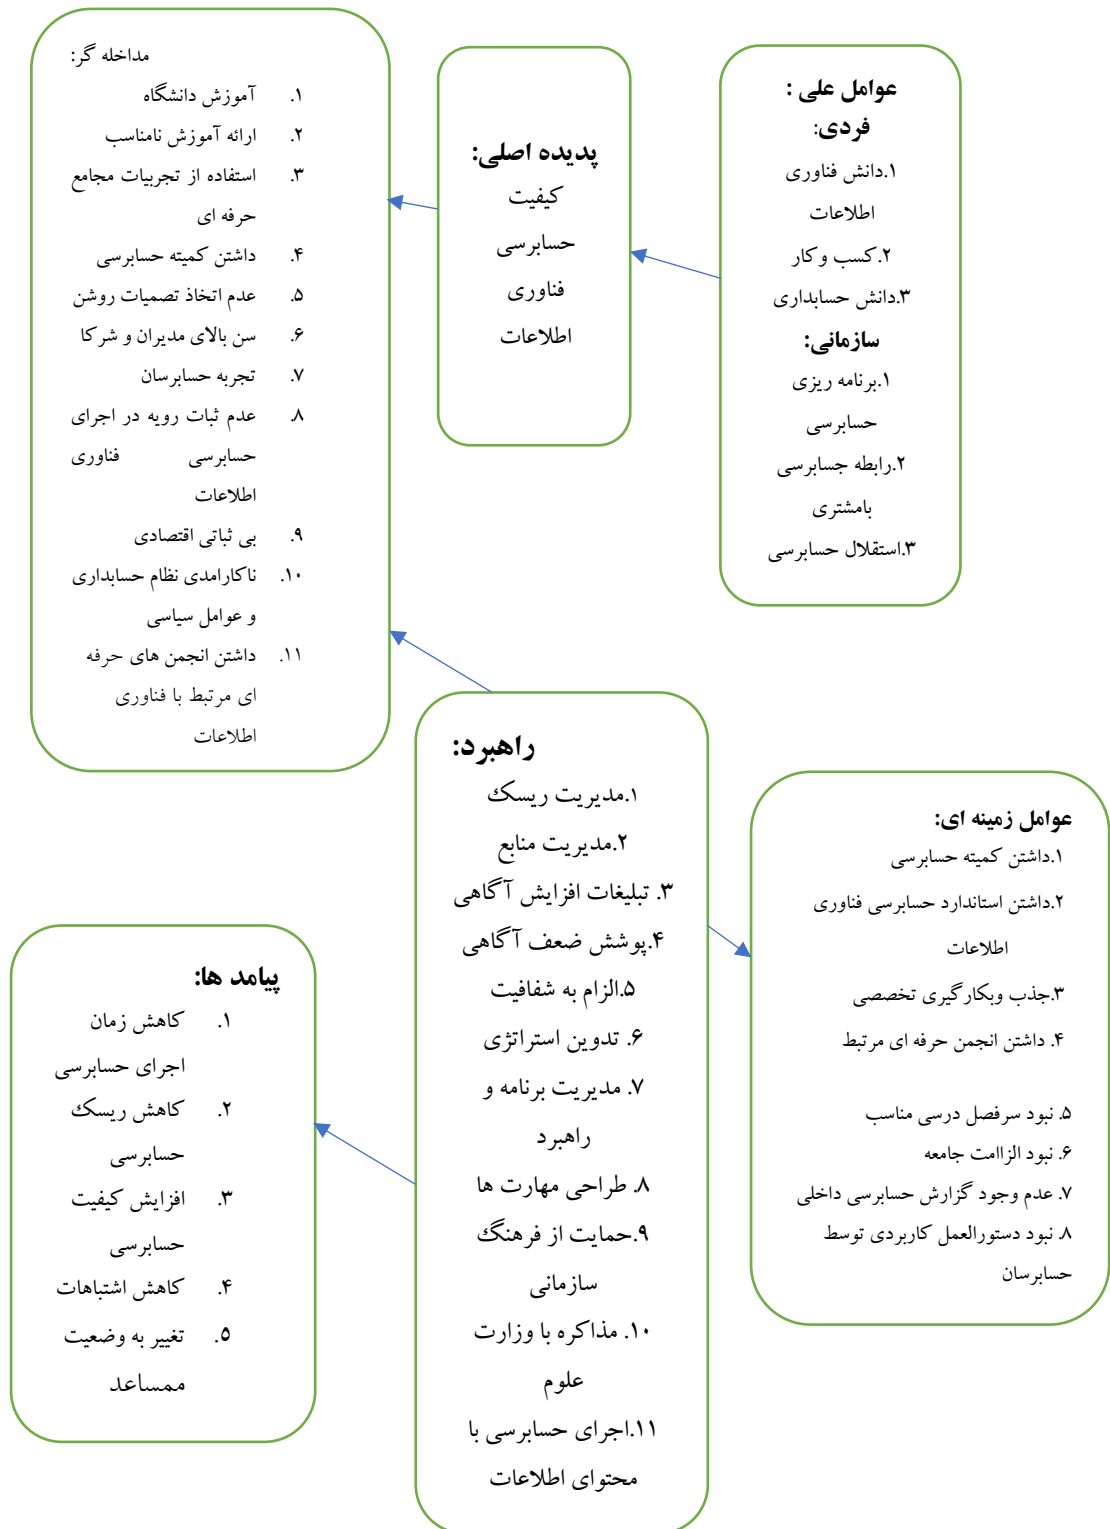 عوامل علی :
فردی:
۱.دانش فناوری
اطلاعات
۲.کسب وکار
۳.دانش حسابداری
سازمانی:
۱.برنامه ریزی
حسابرسی
۲.رابطه جسابرسی
بامشتری
۳.استقلال حسابرسی
پدیده اصلی:
کیفیت
حسابرسی
فناوری
اطلاعات
مداخله گر:
۱. آموزش دانشگاه
۲. ارائه آموزش نامناسب
۳. استفاده از تجربیات مجامع
حرفه ای
۴. داشتن کمیته حسابرسی
۵. عدم اتخاذ تصمیات روشن
۶. سن بالای مدیران و شرکا
۷. تجربه حسابرسان
۸. عدم ثبات رویه در اجرای
حسابرسی فناوری
اطلاعات
۹. بی ثباتی اقتصادی
۱۰. ناکارامدی نظام حسابداری
و عوامل سیاسی
۱۱. داشتن انجمن های حرفه
ای مرتبط با فناوری
اطلاعات
راهبرد:
۱.مدیریت ریسک
۲.مدیریت منابع
۳. تبلیغات افزایش آگاهی
۴.پوشش ضعف آگاهی
۵.الزام به شفافیت
۶. تدوین استراتژی
۷. مدیریت برنامه و
راهبرد
۸. طراحی مهارت ها
۹.حمایت از فرهنگ
سازمانی
۱۰. مذاکره با وزارت
علوم
۱۱.اجرای حسابرسی با
محتوای اطلاعات
عوامل زمینه ای:
۱.داشتن کمیته حسابرسی
۲.داشتن استاندارد حسابرسی فناوری
اطلاعات
۳.جذب وبکارگیری تخصصی
۴. داشتن انجمن حرفه ای مرتبط
۵. نبود سرفصل درسی مناسب
۶. نبود الزاامت جامعه
۷. عدم وجود گزارش حسابرسی داخلی
۸. نبود دستورالعمل کاربردی توسط
حسابرسان
پیامد ها:
۱. کاهش زمان
اجرای حسابرسی
۲. کاهش ریسک
حسابرسی
۳. افزایش کیفیت
حسابرسی
۴. کاهش اشتباهات
۵. تغییر به وضعیت
ممساعد